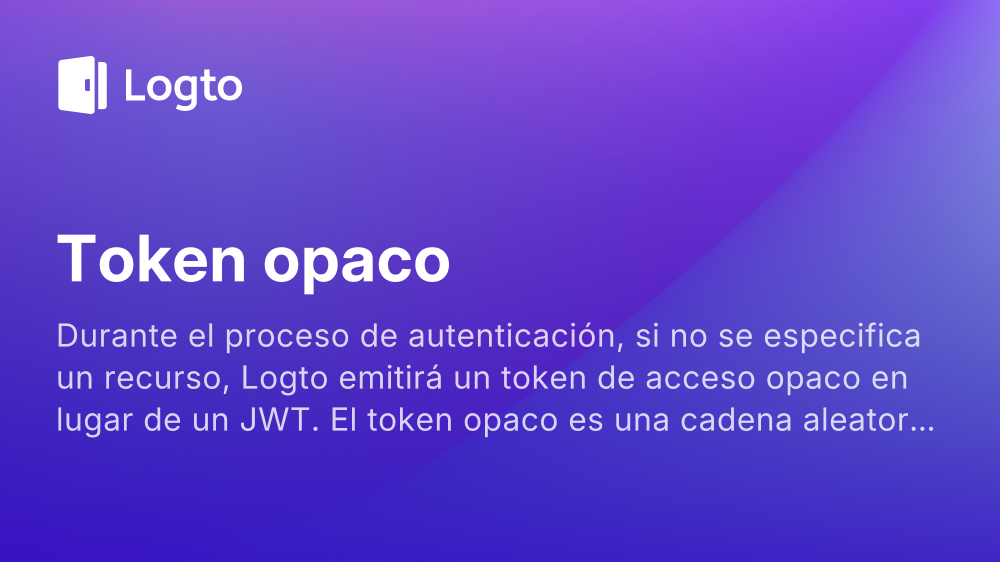 Logto
Token opaco
Durante el proceso de autenticación, si no se especifica
un recurso, Logto emitirá un token de acceso opaco en
lugar de un JWT. El token opaco es una cadena aleator...